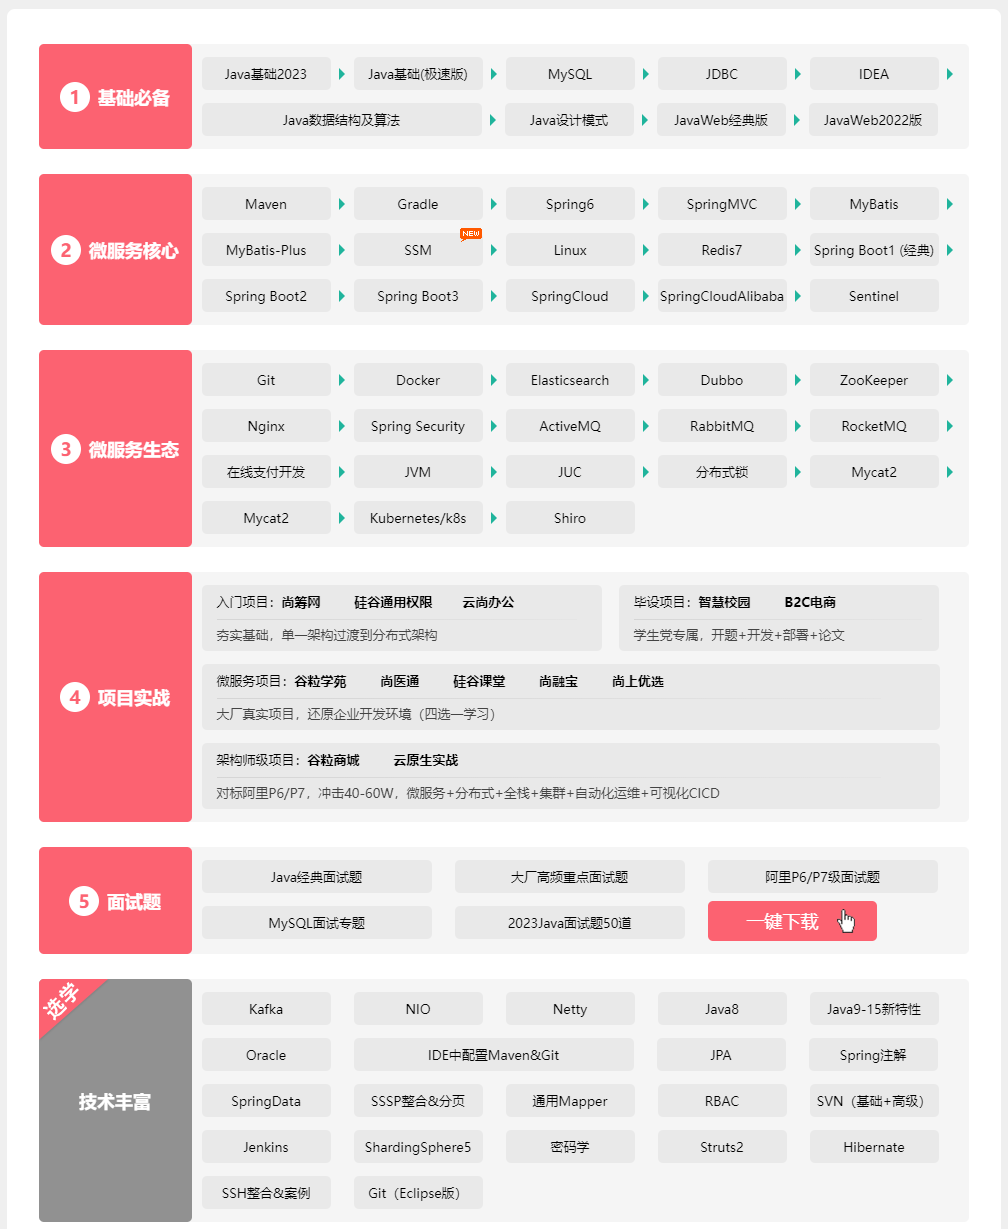 1 基础必备
Java基础2023 Java基础(极速版) MySQL JDBC IDEA
Java数据结构及算法 Java设计模式 JavaWeb经典版 JavaWeb2022版
2 微服务核心
Maven Gradle Spring6 SpringMVC MyBatis
NEW
MyBatis-Plus SSM Linux Redis7 Spring Boot1 (经典)
Spring Boot2 Spring Boot3 SpringCloud SpringCloudAlibaba Sentinel
3 微服务生态
Git Docker Elasticsearch Dubbo ZooKeeper
Nginx Spring Security ActiveMQ RabbitMQ RocketMQ
在线支付开发 JVM JUC 分布式锁 Mycat2
Mycat2 Kubernetes/k8s Shiro
4 项目实战
入门项目：尚筹网 硅谷通用权限 云尚办公
夯实基础，单一架构过渡到分布式架构
毕设项目：智慧校园 B2C电商
学生党专属，开题+开发+部署+论文
微服务项目：谷粒学苑 尚医通 硅谷课堂 尚融宝 尚上优选
大厂真实项目，还原企业开发环境（四选一学习）
架构师级项目：谷粒商城 云原生实战
对标阿里P6/P7，冲击40-60W，微服务+分布式+全栈+集群+自动化运维+可视化CICD
5 面试题
Java经典面试题 大厂高频重点面试题 阿里P6/P7级面试题
MySQL面试专题 2023Java面试题50道 一键下载
选学
技术丰富
Kafka NIO Netty Java8 Java9-15新特性
Oracle IDE中配置Maven&Git JPA Spring注解
SpringData SSSP整合&分页 通用Mapper RBAC SVN（基础+高级）
Jenkins ShardingSphere5 密码学 Struts2 Hibernate
SSH整合&案例 Git（Eclipse版）